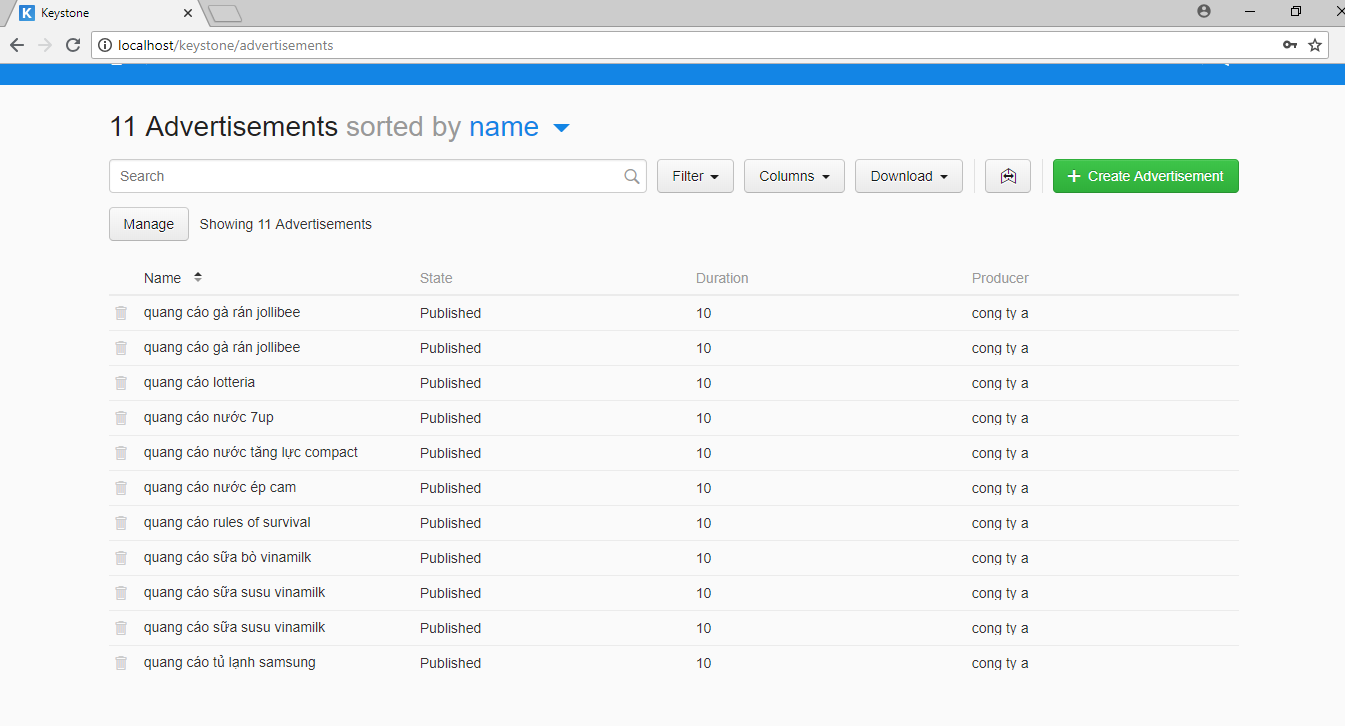 K Keystone
localhost/keystone/advertisements
11 Advertisements sorted by name
Search
Filter
Columns
Download
+ Create Advertisement
Manage
Showing 11 Advertisements
Name State Duration Producer
quang cáo gà rán jollibee Published 10 cong ty a
quang cáo gà rán jollibee Published 10 cong ty a
quang cáo lotteria Published 10 cong ty a
quang cáo nước 7up Published 10 cong ty a
quang cáo nước tăng lực compact Published 10 cong ty a
quang cáo nước ép cam Published 10 cong ty a
quang cáo rules of survival Published 10 cong ty a
quang cáo sữa bò vinamilk Published 10 cong ty a
quang cáo sữa susu vinamilk Published 10 cong ty a
quang cáo sữa susu vinamilk Published 10 cong ty a
quang cáo tủ lạnh samsung Published 10 cong ty a